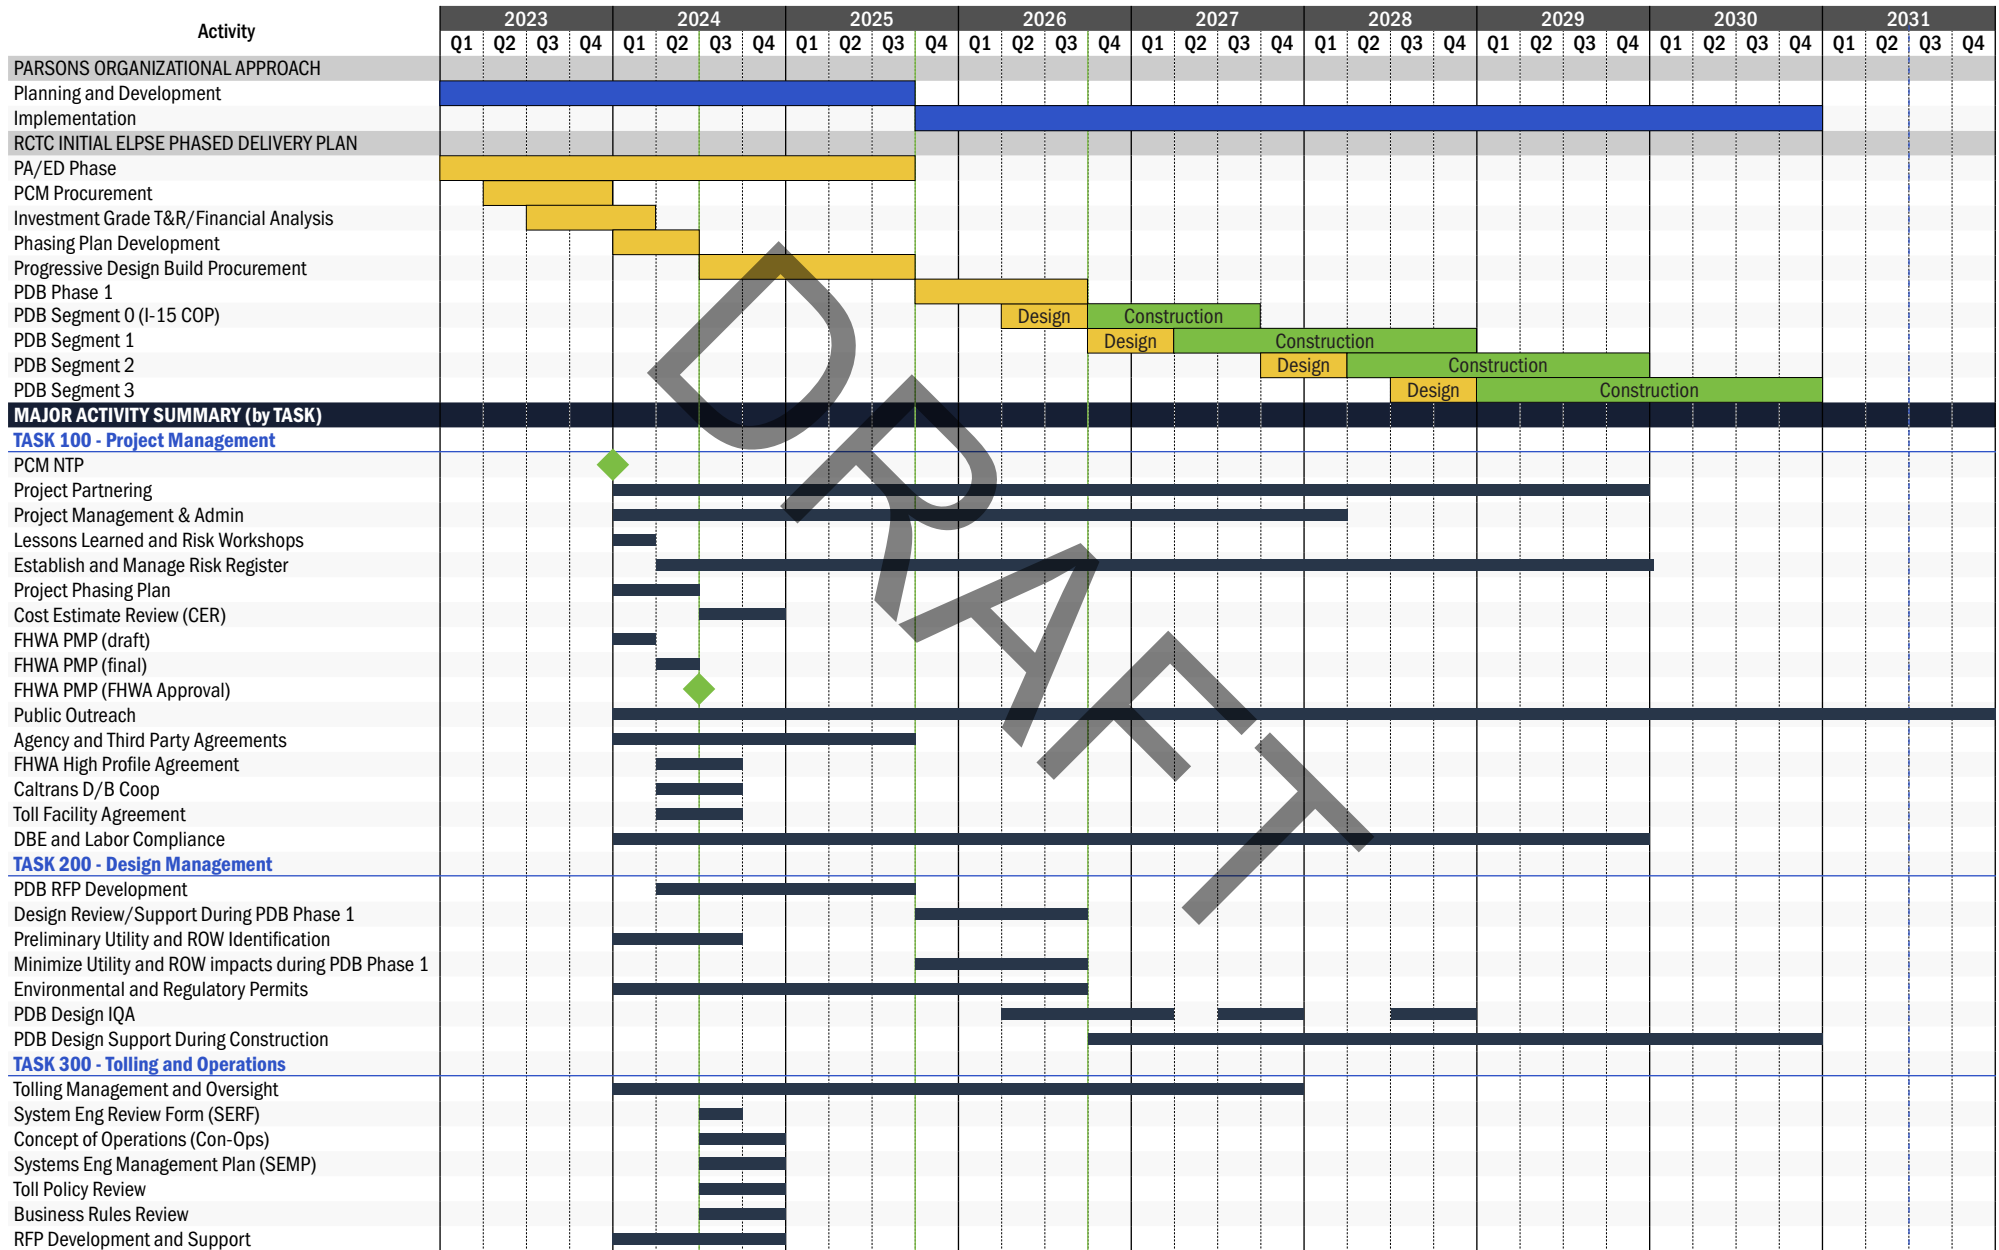 Activity
2023 2024 2025 2026 2027 2028 2029 2030 2031
Q1 Q2 Q3 Q4 Q1 Q2 Q3 Q4 Q1 Q2 Q3 Q4 Q1 Q2 Q3 Q4 Q1 Q2 Q3 Q4 Q1 Q2 Q3 Q4 Q1 Q2 Q3 Q4 Q1 Q2 Q3 Q4 Q1 Q2 Q3 Q4
PARSONS ORGANIZATIONAL APPROACH
Planning and Development
Implementation
RCTC INITIAL ELPSE PHASED DELIVERY PLAN
PA/ED Phase
PCM Procurement
Investment Grade T&R/Financial Analysis
Phasing Plan Development
Progressive Design Build Procurement
PDB Phase 1
PDB Segment 0 (I-15 COP) Design Construction
PDB Segment 1 Design Construction
PDB Segment 2 Design Construction
PDB Segment 3 Design Construction
MAJOR ACTIVITY SUMMARY (by TASK)
TASK 100 - Project Management
PCM NTP
Project Partnering
Project Management & Admin
Lessons Learned and Risk Workshops
Establish and Manage Risk Register
Project Phasing Plan
Cost Estimate Review (CER)
FHWA PMP (draft)
FHWA PMP (final)
FHWA PMP (FHWA Approval)
Public Outreach
Agency and Third Party Agreements
FHWA High Profile Agreement
Caltrans D/B Coop
Toll Facility Agreement
DBE and Labor Compliance
TASK 200 - Design Management
PDB RFP Development
Design Review/Support During PDB Phase 1
Preliminary Utility and ROW Identification
Minimize Utility and ROW impacts during PDB Phase 1
Environmental and Regulatory Permits
PDB Design IQA
PDB Design Support During Construction
TASK 300 - Tolling and Operations
Tolling Management and Oversight
System Eng Review Form (SERF)
Concept of Operations (Con-Ops)
Systems Eng Management Plan (SEMP)
Toll Policy Review
Business Rules Review
RFP Development and Support
DRAFT